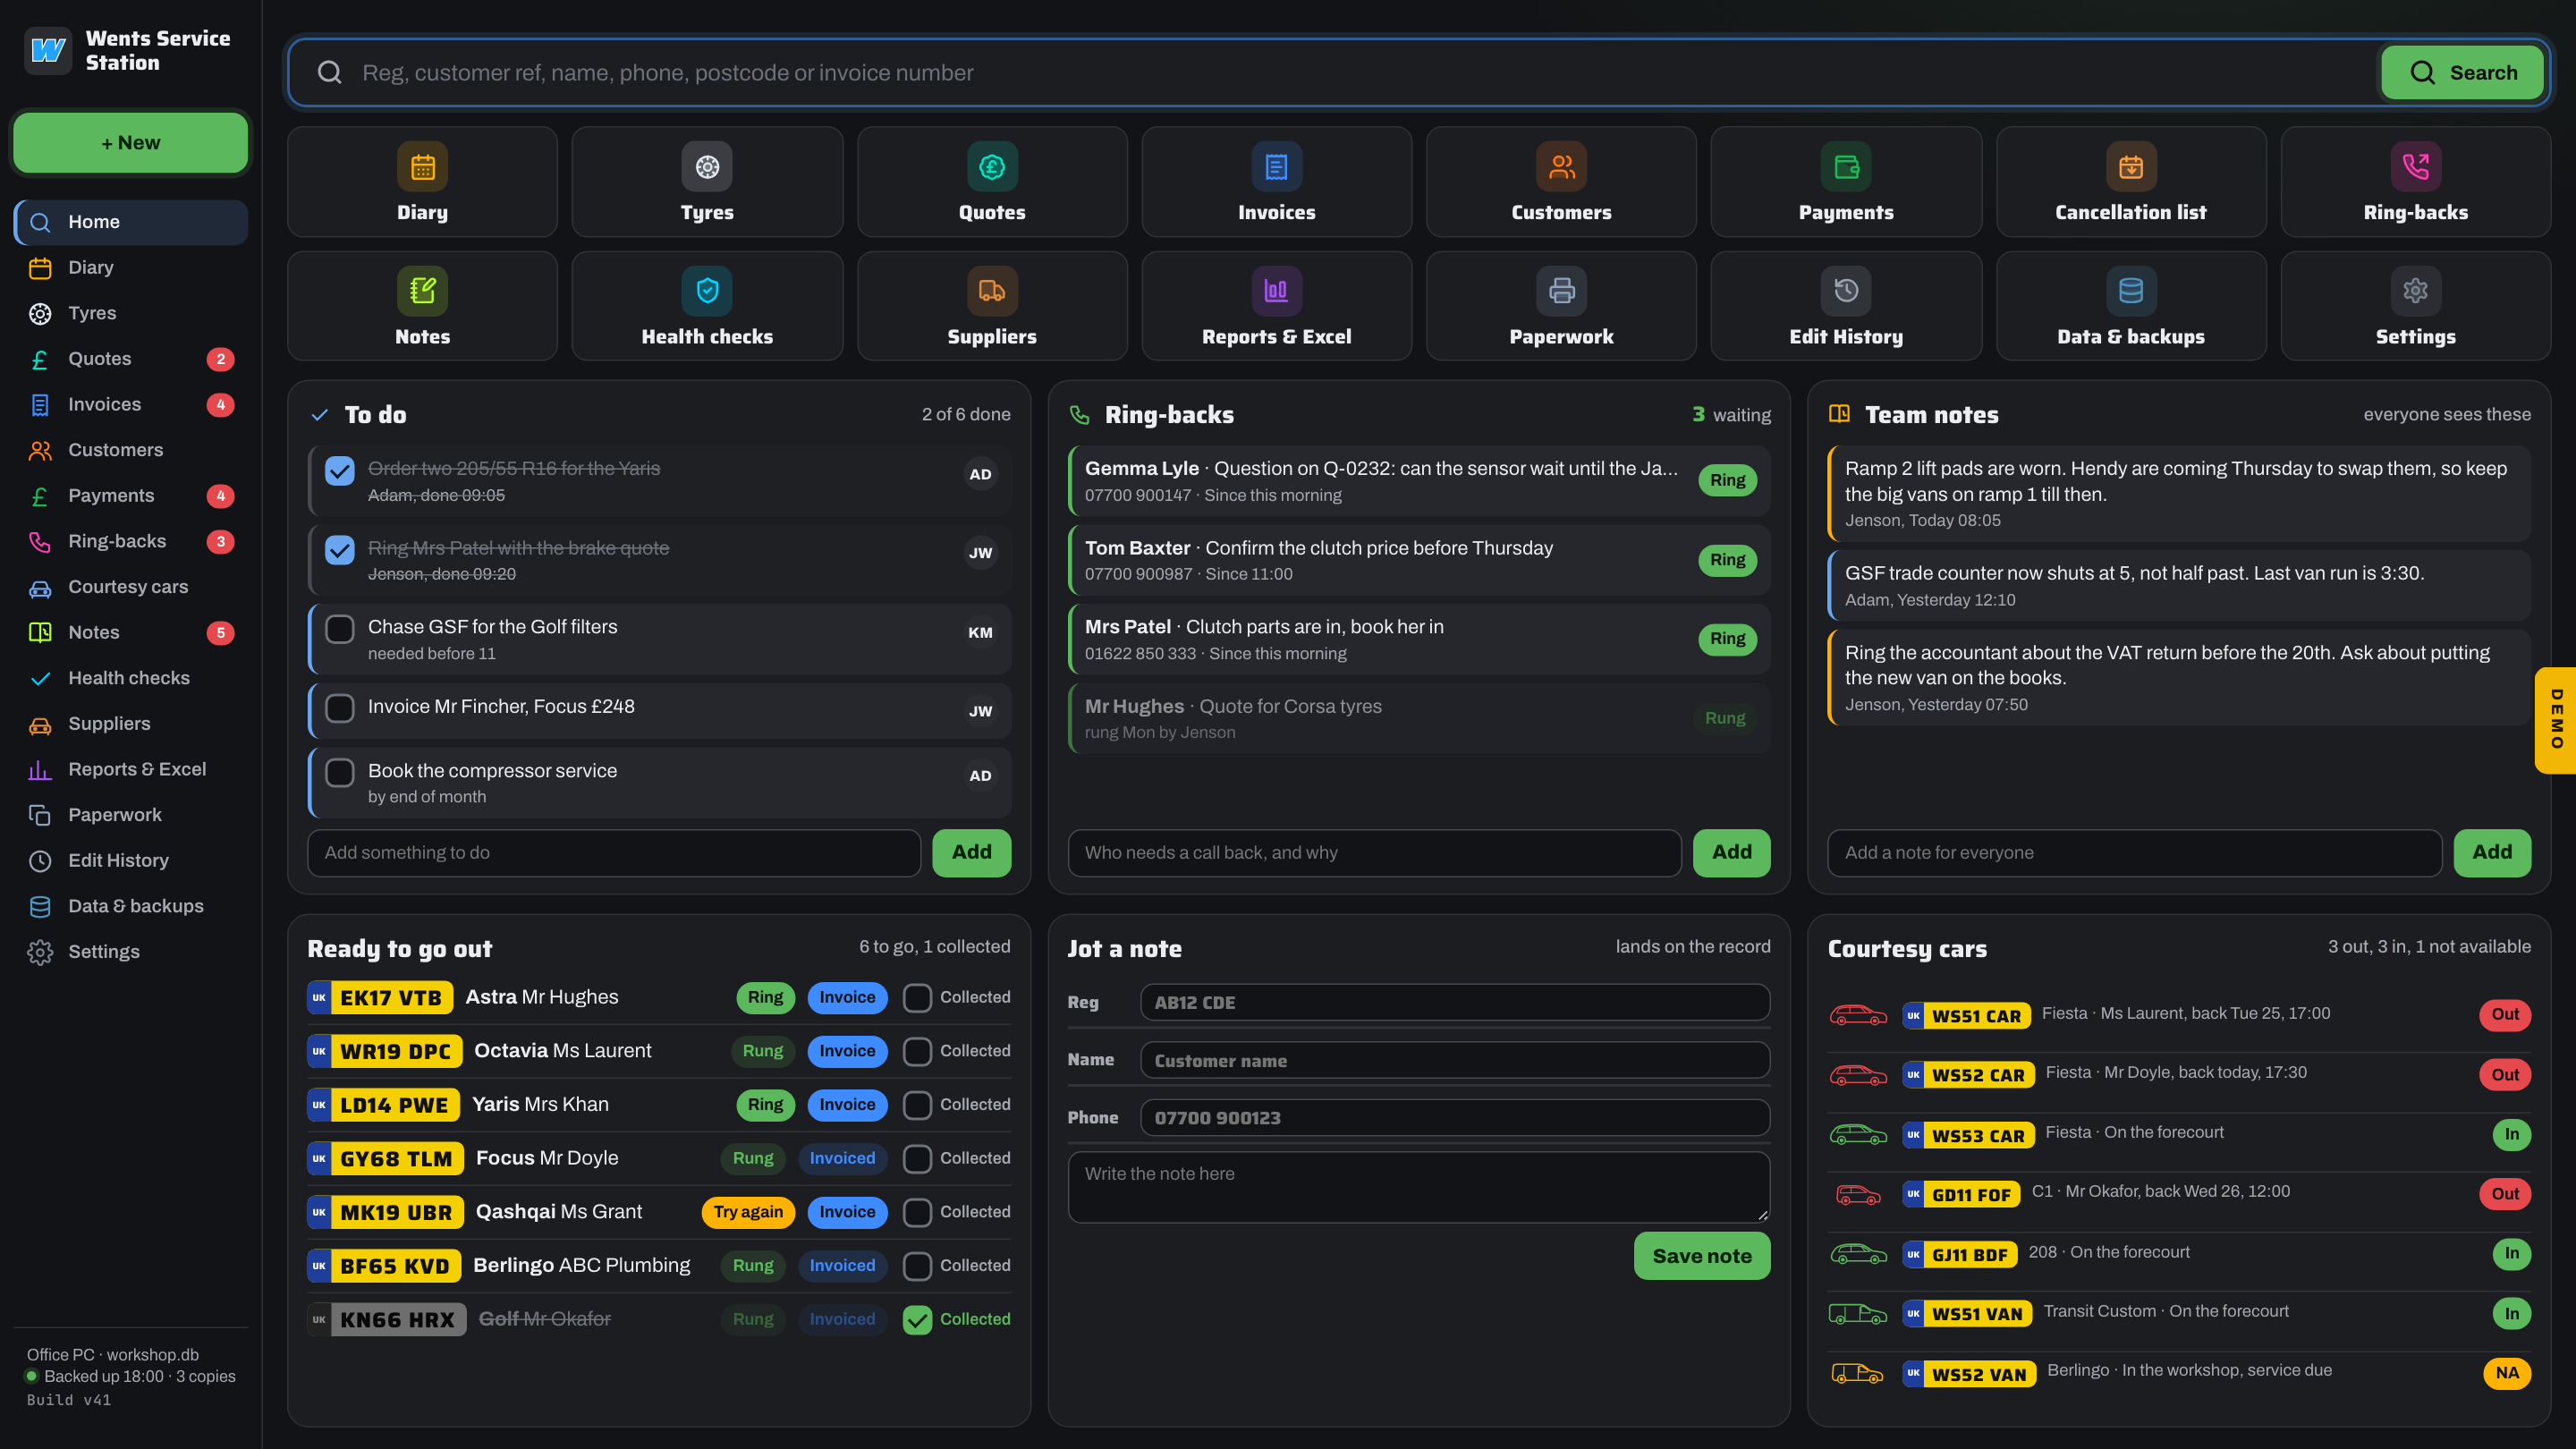 Wents Service
Station
+ New
Home
Diary
Tyres
Quotes 2
Invoices 4
Customers
Payments 4
Ring-backs 3
Courtesy cars
Notes 5
Health checks
Suppliers
Reports & Excel
Paperwork
Edit History
Data & backups
Settings
Office PC · workshop.db
Backed up 18:00 · 3 copies
Build v41
Reg, customer ref, name, phone, postcode or invoice number
Search
Diary
Tyres
Quotes
Invoices
Customers
Payments
Cancellation list
Ring-backs
Notes
Health checks
Suppliers
Reports & Excel
Paperwork
Edit History
Data & backups
Settings
To do 2 of 6 done
Order two 205/55 R16 for the Yaris AD
Adam, done 09:05
Ring Mrs Patel with the brake quote JW
Jenson, done 09:20
Chase GSF for the Golf filters KM
needed before 11
Invoice Mr Fincher, Focus £248 JW
Book the compressor service AD
by end of month
Add something to do Add
Ring-backs 3 waiting
Gemma Lyle · Question on Q-0232: can the sensor wait until the Ja... Ring
07700 900147 · Since this morning
Tom Baxter · Confirm the clutch price before Thursday Ring
07700 900987 · Since 11:00
Mrs Patel · Clutch parts are in, book her in Ring
01622 850 333 · Since this morning
Mr Hughes · Quote for Corsa tyres Rung
rung Mon by Jenson
Who needs a call back, and why Add
Team notes everyone sees these
Ramp 2 lift pads are worn. Hendy are coming Thursday to swap them, so keep
the big vans on ramp 1 till then.
Jenson, Today 08:05
GSF trade counter now shuts at 5, not half past. Last van run is 3:30.
Adam, Yesterday 12:10
Ring the accountant about the VAT return before the 20th. Ask about putting
the new van on the books.
Jenson, Yesterday 07:50
Add a note for everyone Add
DEMO
Ready to go out 6 to go, 1 collected
UK EK17 VTB Astra Mr Hughes Ring Invoice Collected
UK WR19 DPC Octavia Ms Laurent Rung Invoice Collected
UK LD14 PWE Yaris Mrs Khan Ring Invoice Collected
UK GY68 TLM Focus Mr Doyle Rung Invoiced Collected
UK MK19 UBR Qashqai Ms Grant Try again Invoice Collected
UK BF65 KVD Berlingo ABC Plumbing Rung Invoiced Collected
UK KN66 HRX Golf Mr Okafor Rung Invoiced Collected
Jot a note lands on the record
Reg AB12 CDE
Name Customer name
Phone 07700 900123
Write the note here
Save note
Courtesy cars 3 out, 3 in, 1 not available
UK WS51 CAR Fiesta · Ms Laurent, back Tue 25, 17:00 Out
UK WS52 CAR Fiesta · Mr Doyle, back today, 17:30 Out
UK WS53 CAR Fiesta · On the forecourt In
UK GD11 FOF C1 · Mr Okafor, back Wed 26, 12:00 Out
UK GJ11 BDF 208 · On the forecourt In
UK WS51 VAN Transit Custom · On the forecourt In
UK WS52 VAN Berlingo · In the workshop, service due NA